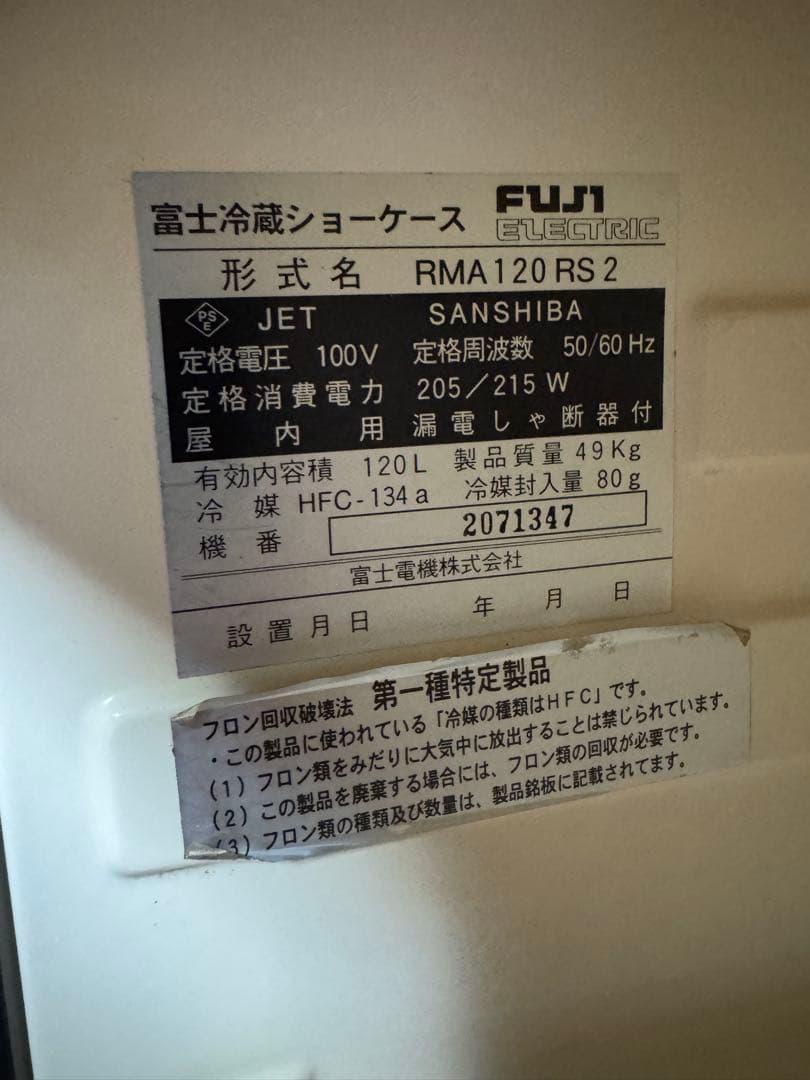 富士冷蔵ショーケース FUJI ELECTRIC
形式名 RMA120RS2
PSE JET SANSHIBA
定格電圧 100V 定格周波数 50/60Hz
定格消費電力 205/215W
屋内用 漏電しゃ断器付
有効内容積 120L 製品質量 49Kg
冷媒 HFC-134a 冷媒封入量 80g
機番 2071347
富士電機株式会社
設置月日 年 月 日
フロン回収破壊法 第一種特定製品
・この製品に使われている「冷媒の種類はHFC」です。
(1) フロン類をみだりに大気中に放出することは禁じられています。
(2) この製品を廃棄する場合には、フロン類の回収が必要です。
(3) フロン類の種類及び数量は、製品銘板に記載されてます。